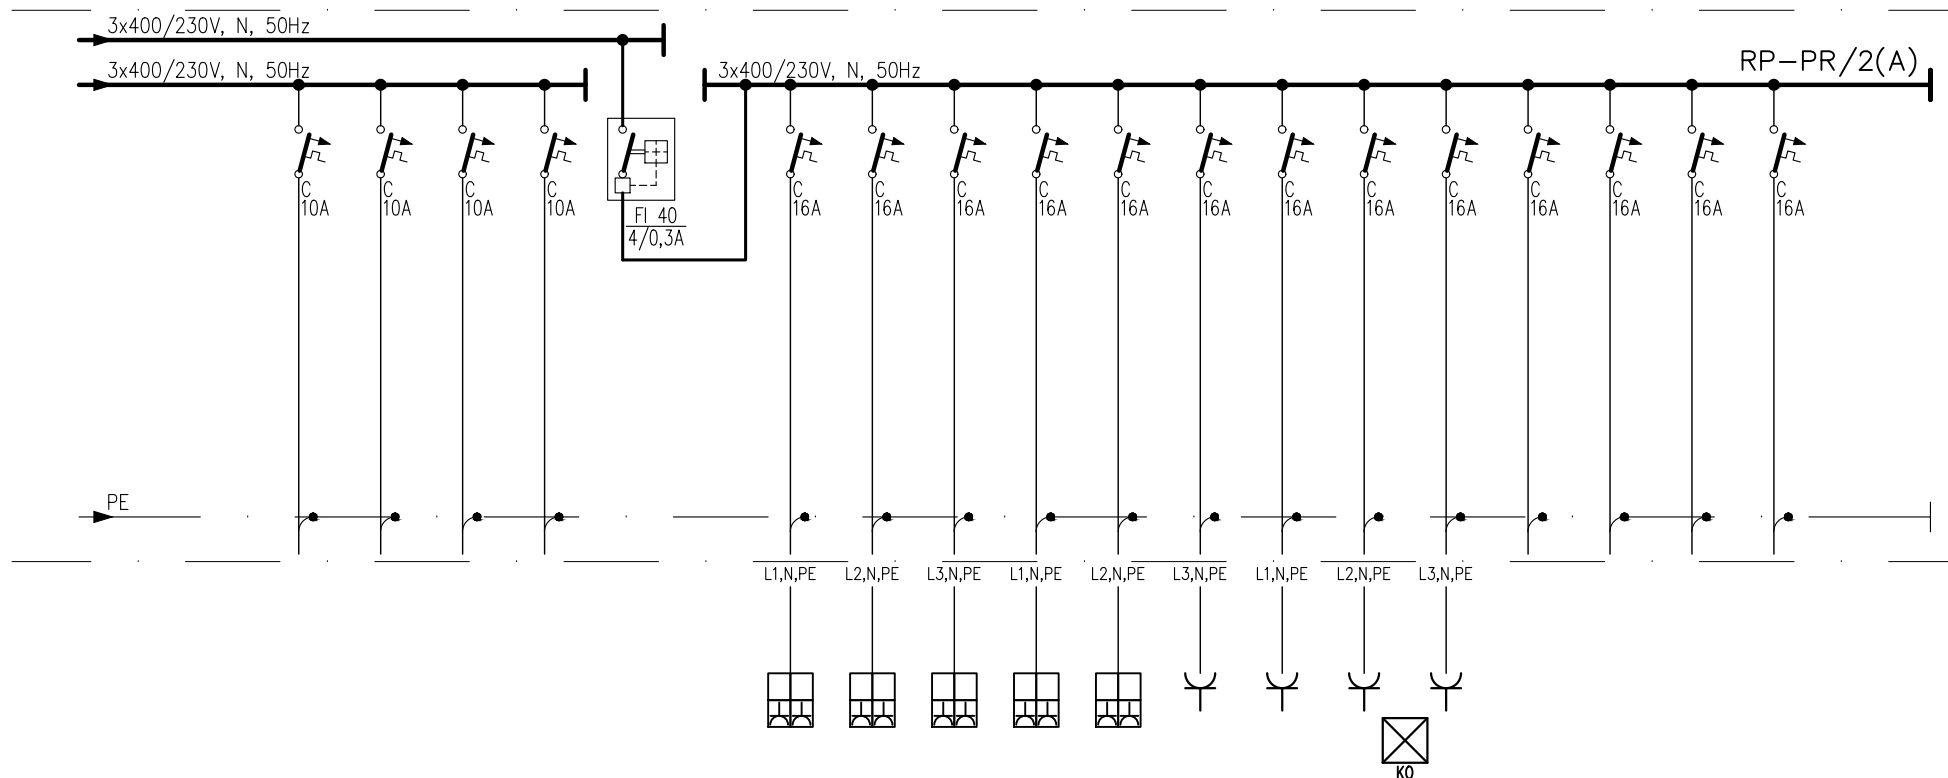 3x400/230V, N, 50Hz
3x400/230V, N, 50Hz
3x400/230V, N, 50Hz
RP-PR/2(A)
C
10A
C
10A
C
10A
C
10A
FI 40
4/0,3A
C
16A
C
16A
C
16A
C
16A
C
16A
C
16A
C
16A
C
16A
C
16A
C
16A
C
16A
C
16A
C
16A
PE
L1,N,PE
L2,N,PE
L3,N,PE
L1,N,PE
L2,N,PE
L3,N,PE
L1,N,PE
L2,N,PE
L3,N,PE
KO